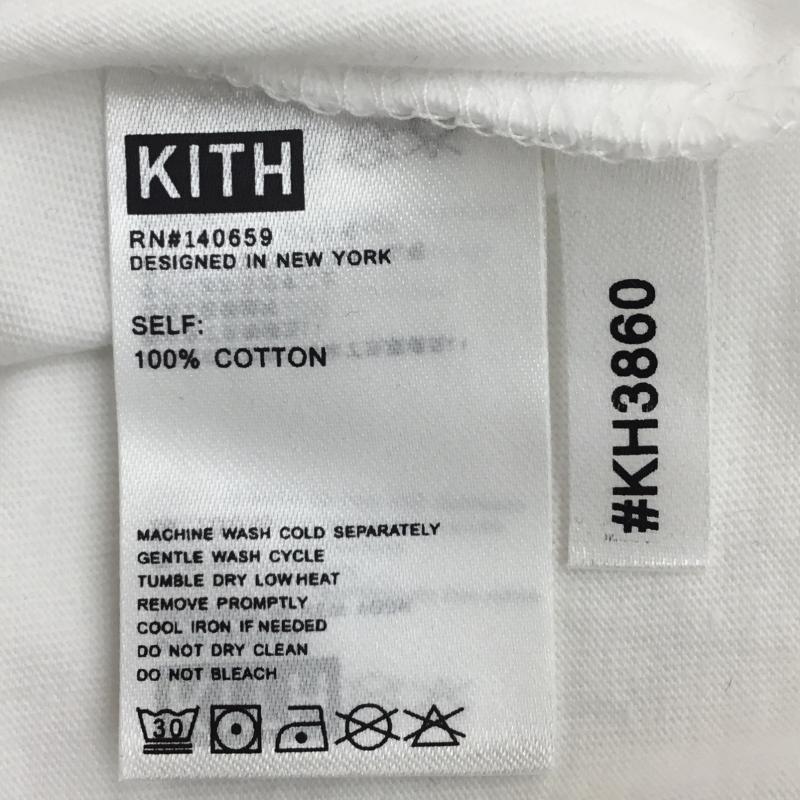 KITH
RN#140659
DESIGNED IN NEW YORK
SELF:
100% COTTON
MACHINE WASH COLD SEPARATELY
GENTLE WASH CYCLE
TUMBLE DRY LOW HEAT
REMOVE PROMPTLY
COOL IRON IF NEEDED
DO NOT DRY CLEAN
DO NOT BLEACH
30
#KH3860